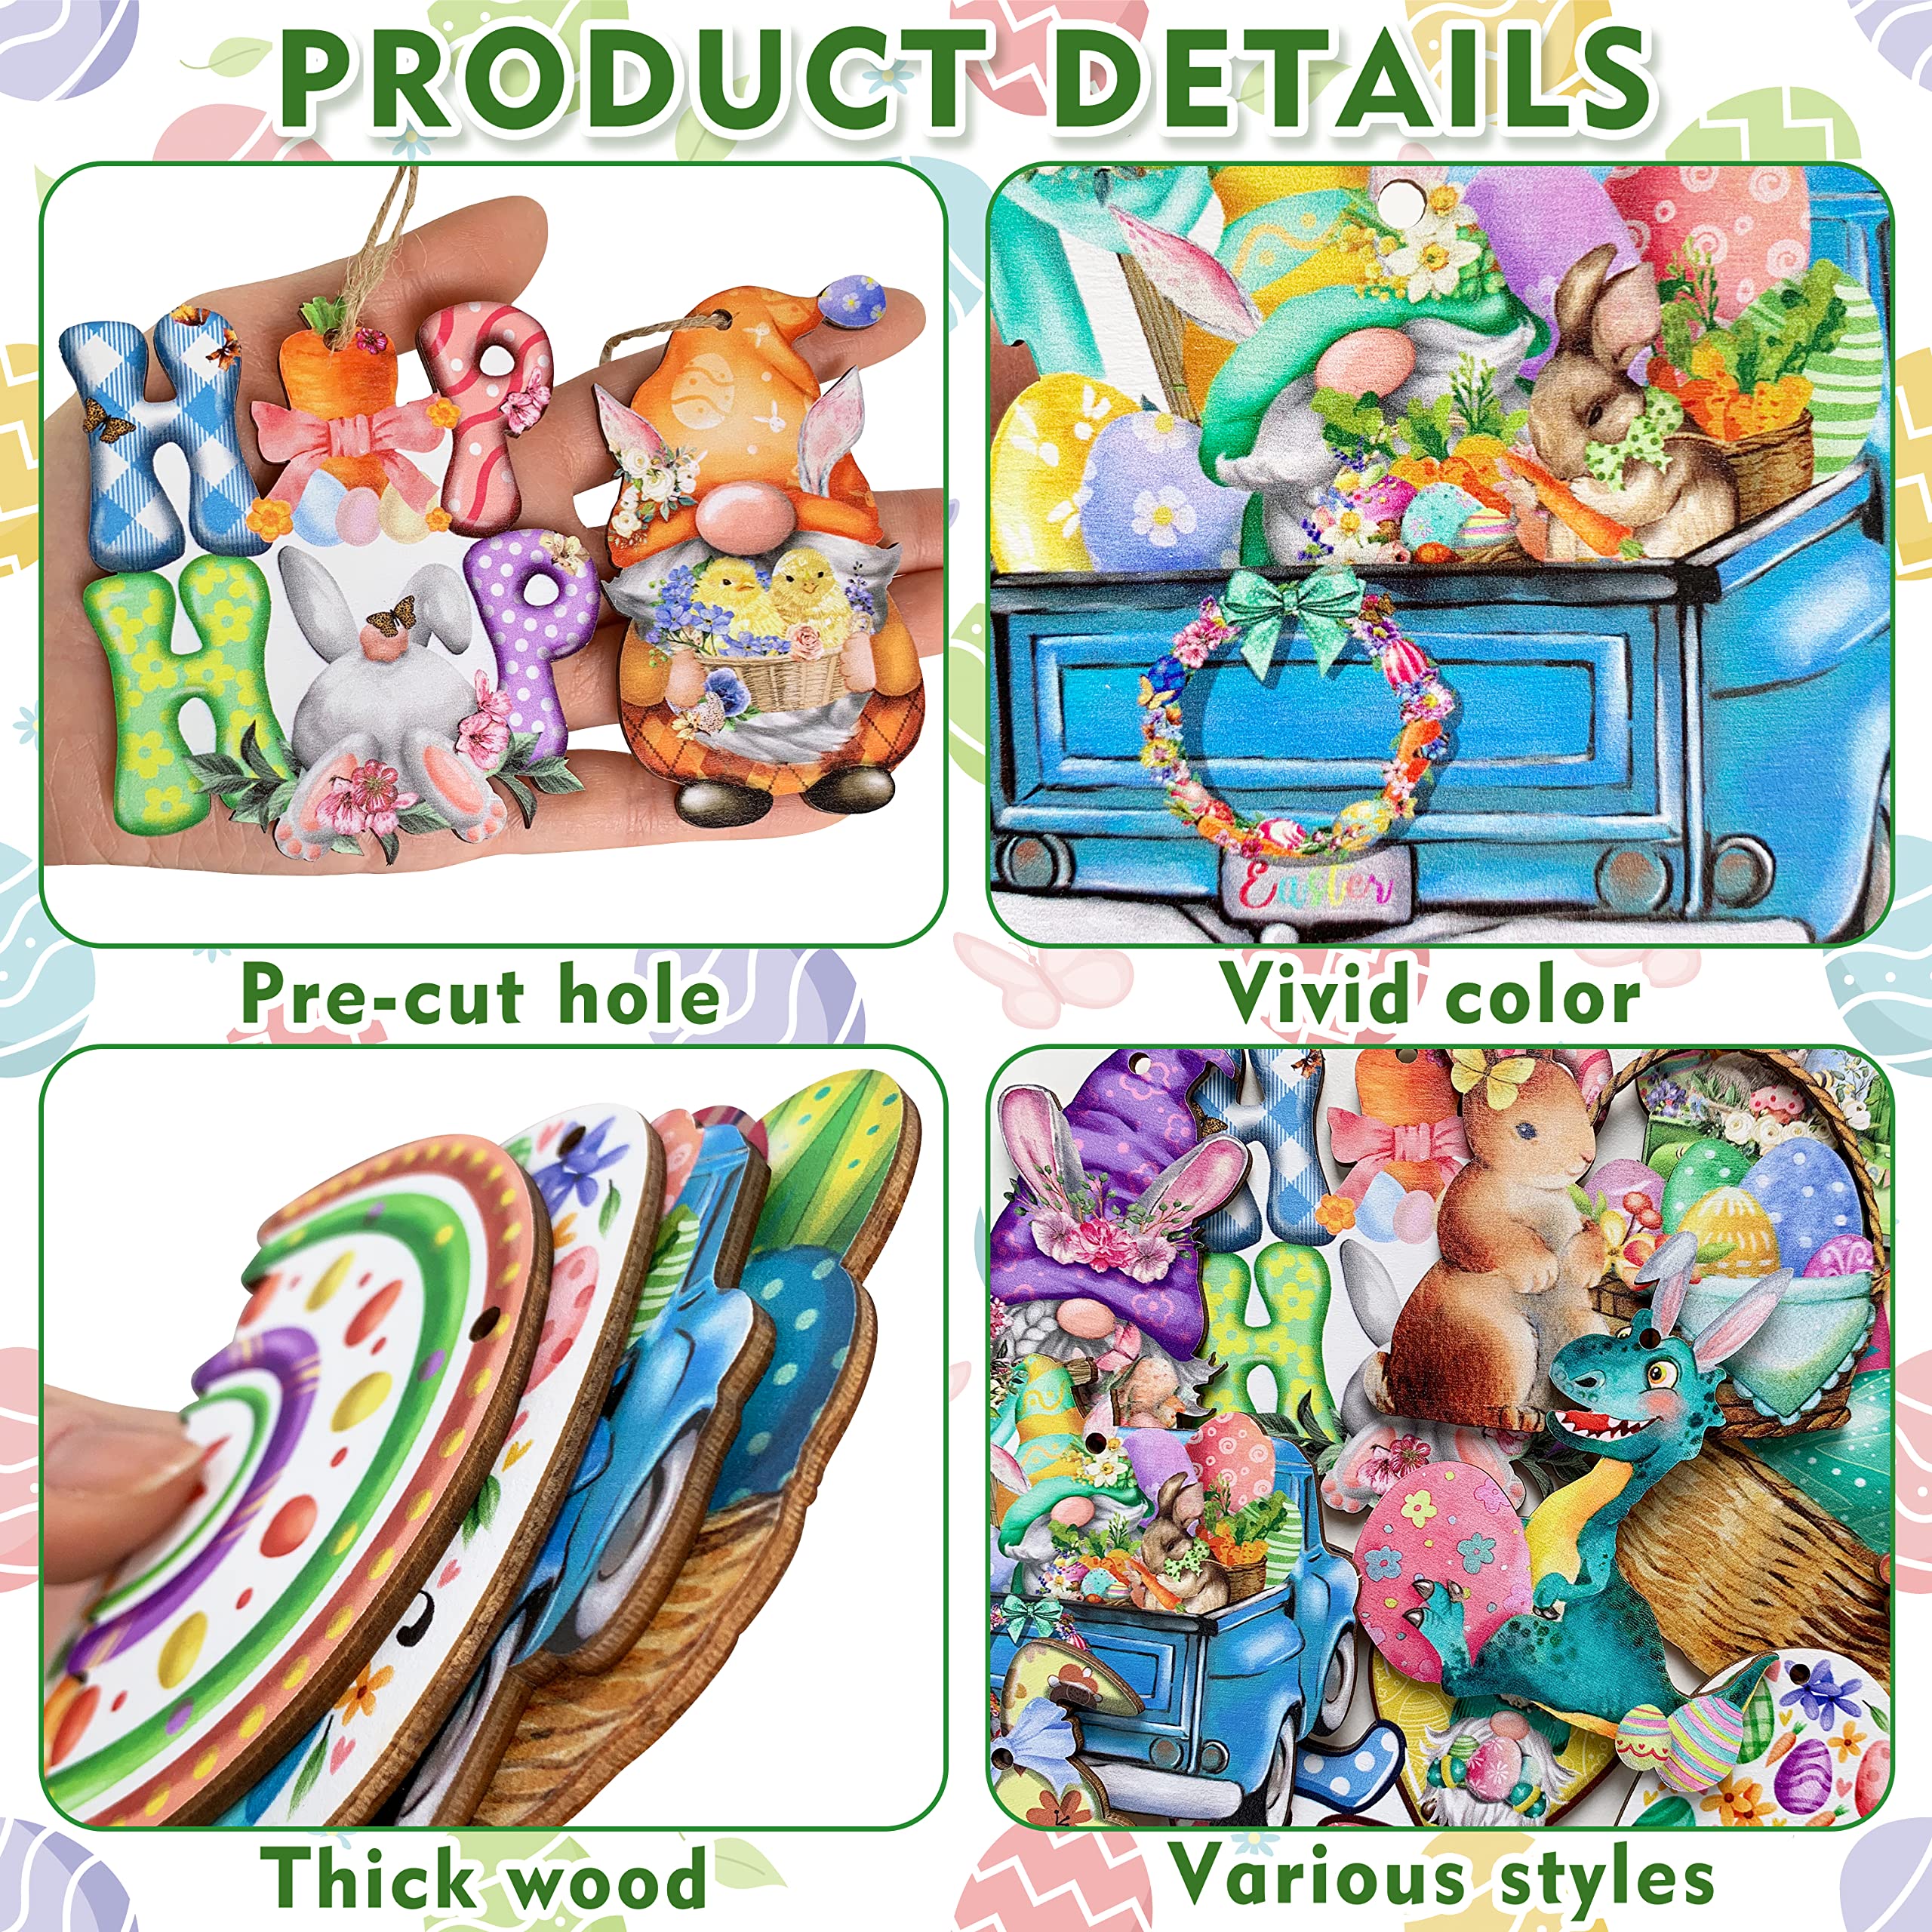 PRODUCT DETAILS
H P
H P
Easter
Pre-cut hole
Vivid color
Thick wood
Various styles